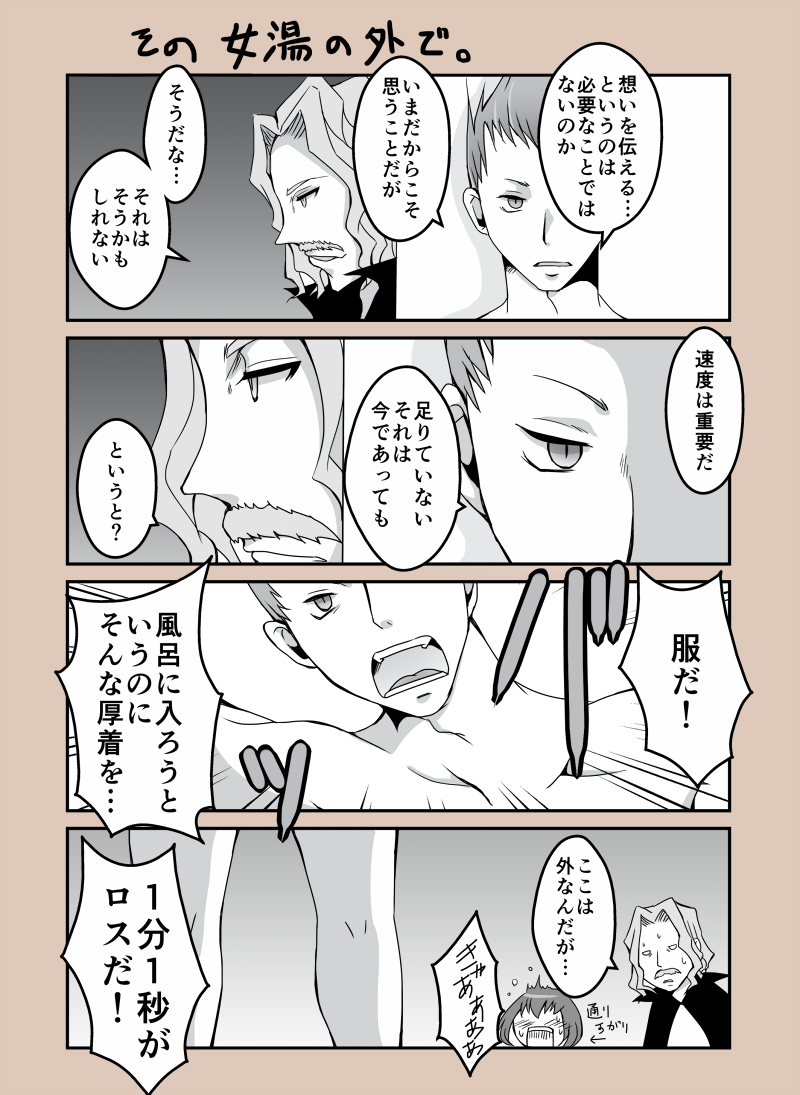 その女湯の外で。
想いを伝える…
というのは
必要なことでは
ないのか
いまだからこそ
思うことだが
そうだな…
それは
そうかも
しれない
速度は重要だ
足りていない
それは
今であっても
というと？
服だ！
ババーン
ッ
風呂に入ろうと
いうのに
そんな厚着を…
ここは
外なんだが…
通り
すがり
きゃあぁああ
１分１秒が
ロスだ！